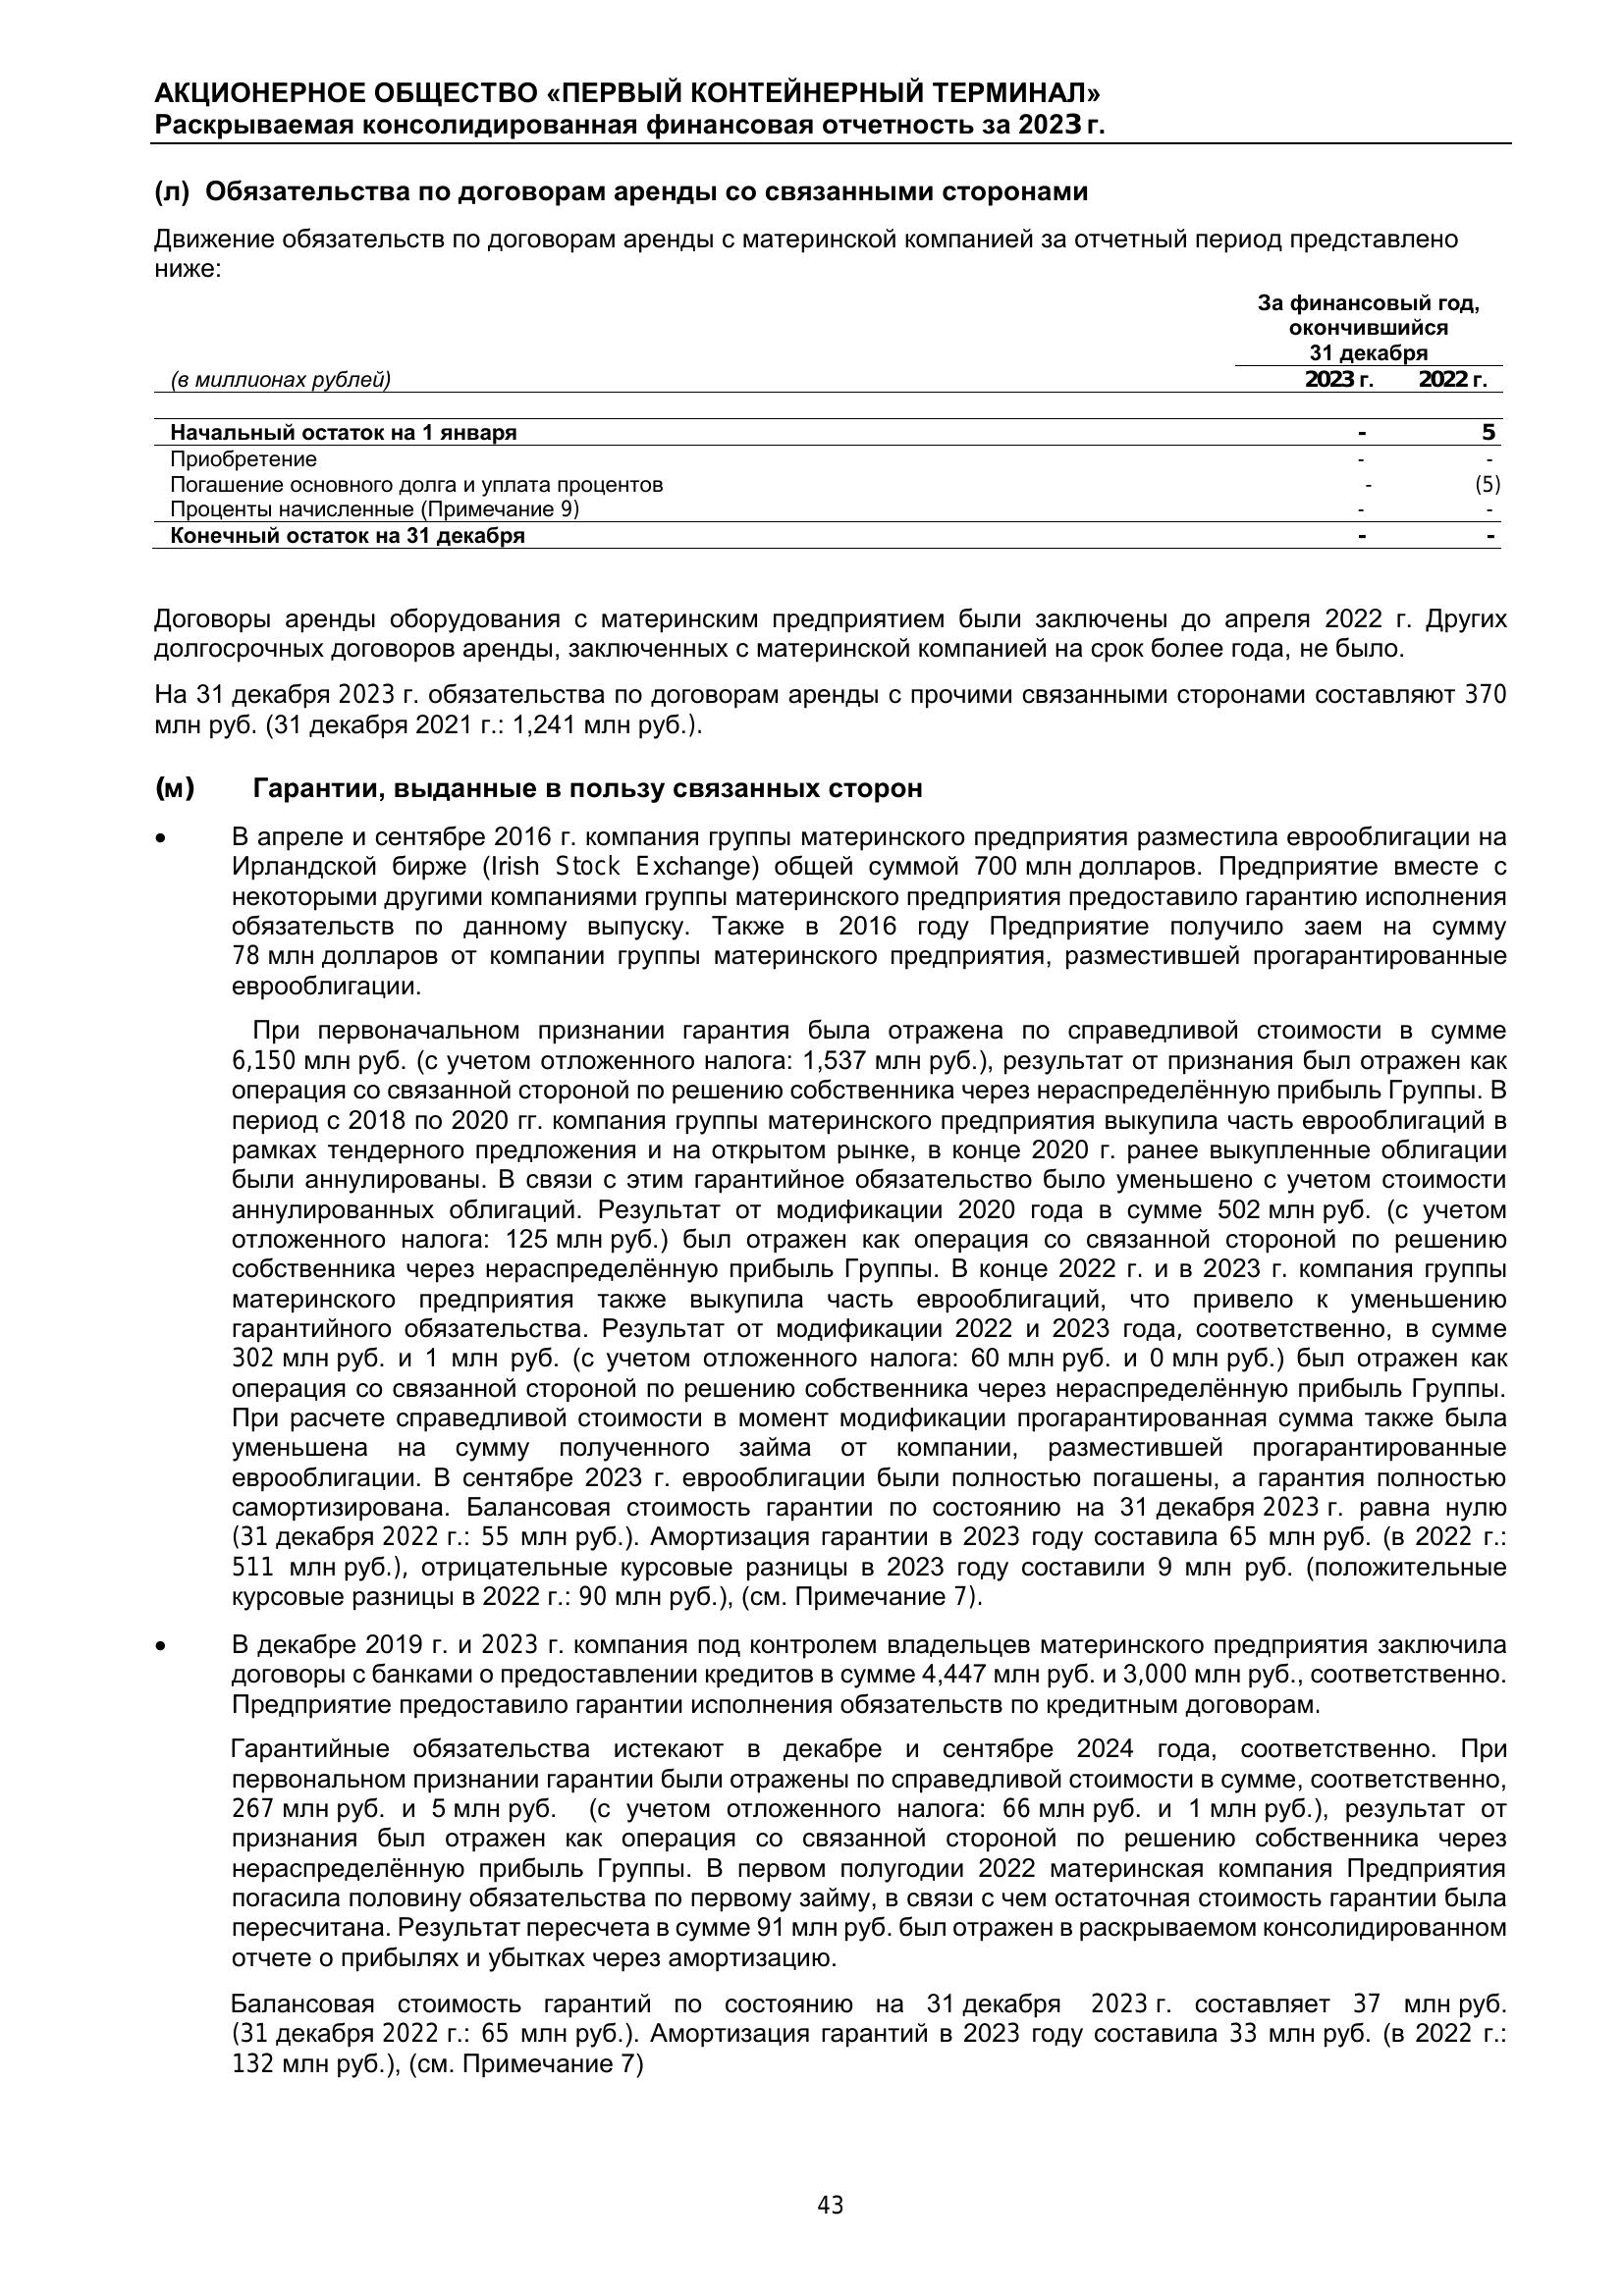 АКЦИОНЕРНОЕ ОБЩЕСТВО «ПЕРВЫЙ КОНТЕЙНЕРНЫЙ ТЕРМИНАЛ»
Раскрываемая консолидированная финансовая отчетность за 2023 г.
(л) Обязательства по договорам аренды со связанными сторонами
Движение обязательств по договорам аренды с материнской компанией за отчетный период представлено
ниже:
За финансовый год,
окончившийся
31 декабря
(в миллионах рублей) 2023 г. 2022 г.
Начальный остаток на 1 января - 5
Приобретение - -
Погашение основного долга и уплата процентов - (5)
Проценты начисленные (Примечание 9) - -
Конечный остаток на 31 декабря - -
Договоры аренды оборудования с материнским предприятием были заключены до апреля 2022 г. Других
долгосрочных договоров аренды, заключенных с материнской компанией на срок более года, не было.
На 31 декабря 2023 г. обязательства по договорам аренды с прочими связанными сторонами составляют 370
млн руб. (31 декабря 2021 г.: 1,241 млн руб.).
(м) Гарантии, выданные в пользу связанных сторон
• В апреле и сентябре 2016 г. компания группы материнского предприятия разместила еврооблигации на
Ирландской бирже (Irish Stock Exchange) общей суммой 700 млн долларов. Предприятие вместе с
некоторыми другими компаниями группы материнского предприятия предоставило гарантию исполнения
обязательств по данному выпуску. Также в 2016 году Предприятие получило заем на сумму
78 млн долларов от компании группы материнского предприятия, разместившей прогарантированные
еврооблигации.
При первоначальном признании гарантия была отражена по справедливой стоимости в сумме
6,150 млн руб. (с учетом отложенного налога: 1,537 млн руб.), результат от признания был отражен как
операция со связанной стороной по решению собственника через нераспределённую прибыль Группы. В
период с 2018 по 2020 гг. компания группы материнского предприятия выкупила часть еврооблигаций в
рамках тендерного предложения и на открытом рынке, в конце 2020 г. ранее выкупленные облигации
были аннулированы. В связи с этим гарантийное обязательство было уменьшено с учетом стоимости
аннулированных облигаций. Результат от модификации 2020 года в сумме 502 млн руб. (с учетом
отложенного налога: 125 млн руб.) был отражен как операция со связанной стороной по решению
собственника через нераспределённую прибыль Группы. В конце 2022 г. и в 2023 г. компания группы
материнского предприятия также выкупила часть еврооблигаций, что привело к уменьшению
гарантийного обязательства. Результат от модификации 2022 и 2023 года, соответственно, в сумме
302 млн руб. и 1 млн руб. (с учетом отложенного налога: 60 млн руб. и 0 млн руб.) был отражен как
операция со связанной стороной по решению собственника через нераспределённую прибыль Группы.
При расчете справедливой стоимости в момент модификации прогарантированная сумма также была
уменьшена на сумму полученного займа от компании, разместившей прогарантированные
еврооблигации. В сентябре 2023 г. еврооблигации были полностью погашены, а гарантия полностью
самортизирована. Балансовая стоимость гарантии по состоянию на 31 декабря 2023 г. равна нулю
(31 декабря 2022 г.: 55 млн руб.). Амортизация гарантии в 2023 году составила 65 млн руб. (в 2022 г.:
511 млн руб.), отрицательные курсовые разницы в 2023 году составили 9 млн руб. (положительные
курсовые разницы в 2022 г.: 90 млн руб.), (см. Примечание 7).
• В декабре 2019 г. и 2023 г. компания под контролем владельцев материнского предприятия заключила
договоры с банками о предоставлении кредитов в сумме 4,447 млн руб. и 3,000 млн руб., соответственно.
Предприятие предоставило гарантии исполнения обязательств по кредитным договорам.
Гарантийные обязательства истекают в декабре и сентябре 2024 года, соответственно. При
первональном признании гарантии были отражены по справедливой стоимости в сумме, соответственно,
267 млн руб. и 5 млн руб. (с учетом отложенного налога: 66 млн руб. и 1 млн руб.), результат от
признания был отражен как операция со связанной стороной по решению собственника через
нераспределённую прибыль Группы. В первом полугодии 2022 материнская компания Предприятия
погасила половину обязательства по первому займу, в связи с чем остаточная стоимость гарантии была
пересчитана. Результат пересчета в сумме 91 млн руб. был отражен в раскрываемом консолидированном
отчете о прибылях и убытках через амортизацию.
Балансовая стоимость гарантий по состоянию на 31 декабря 2023 г. составляет 37 млн руб.
(31 декабря 2022 г.: 65 млн руб.). Амортизация гарантий в 2023 году составила 33 млн руб. (в 2022 г.:
132 млн руб.), (см. Примечание 7)
43